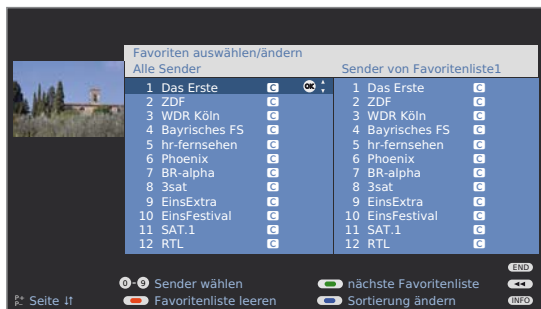 Favoriten auswählen/ändern
Alle Sender Sender von Favoritenliste1
1 Das Erste C OK 1 Das Erste C
2 ZDF C 2 ZDF C
3 WDR Köln C 3 WDR Köln C
4 Bayrisches FS C 4 Bayrisches FS C
5 hr-fernsehen C 5 hr-fernsehen C
6 Phoenix C 6 Phoenix C
7 BR-alpha C 7 BR-alpha C
8 3sat C 8 3sat C
9 EinsExtra C 9 EinsExtra C
10 EinsFestival C 10 EinsFestival C
11 SAT.1 C 11 SAT.1 C
12 RTL C 12 RTL C
END
0-9 Sender wählen nächste Favoritenliste
P+ P- Seite Favoritenliste leeren Sortierung ändern INFO